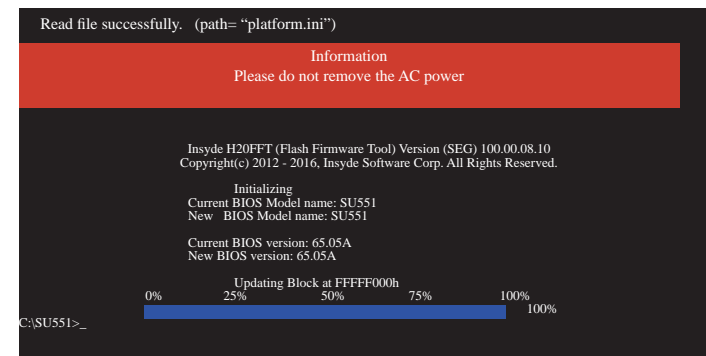 Read file successfully. (path= “platform.ini”)
Information
Please do not remove the AC power
Insyde H20FFT (Flash Firmware Tool) Version (SEG) 100.00.08.10
Copyright(c) 2012 - 2016, Insyde Software Corp. All Rights Reserved.
Initializing
Current BIOS Model name: SU551
New BIOS Model name: SU551
Current BIOS version: 65.05A
New BIOS version: 65.05A
Updating Block at FFFFF000h
0% 25% 50% 75% 100%
100%
C:\SU551>_